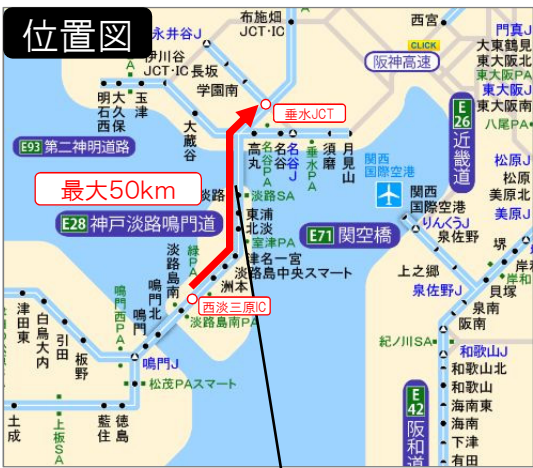 位置図
布施畑
JCT・IC
永井谷J
伊川谷
JCT・IC
長坂
学園南
西宮
CLICK
阪神高速
門真J
大東鶴見
東大阪北
東大阪PA
東大阪J
東大阪南
八尾PA
E
26
近畿道
松原J
松原
美原北
美原J
垂水JCT
明石西
大久保
玉津
大蔵谷
高丸
名谷PA
名谷
名谷J
垂水PA
須磨
月見山
E93 第二神明道路
最大50km
淡路
淡路SA
E28 神戸淡路鳴門道
東浦
北淡
室津PA
津名一宮
淡路島中央スマート
緑PA
洲本
淡路島南
西淡三原IC
淡路島南PA
鳴門北
鳴門西PA
鳴門
鳴門J
松茂PAスマート
津田東
白鳥大内
引田
板野
土成
上板SA
藍住
徳島
関西
国際空港
関西
国際空港
りんくうJ
泉佐野
E71 関空橋
上之郷
泉佐野J
堺
岸和
岸和
貝塚
泉南
阪南
紀ノ川SA
和歌山J
和歌山北
和歌山
海南東
海南
下津
有田
E
42
阪和道